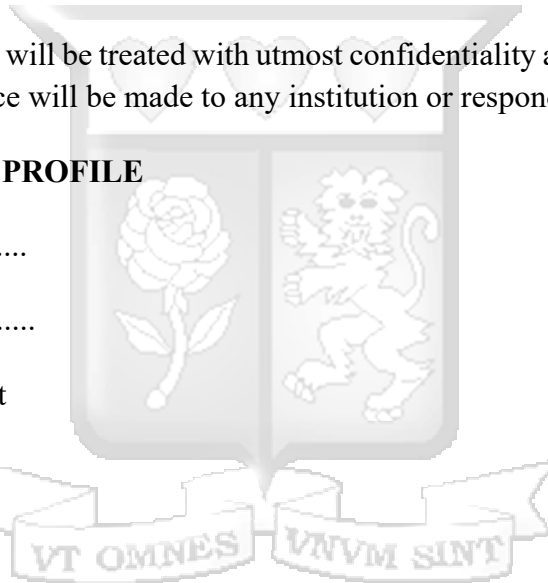 will be treated with utmost confidentiality a
ce will be made to any institution or respon
PROFILE
....
.....
t
VT OMNES VNVM SINT